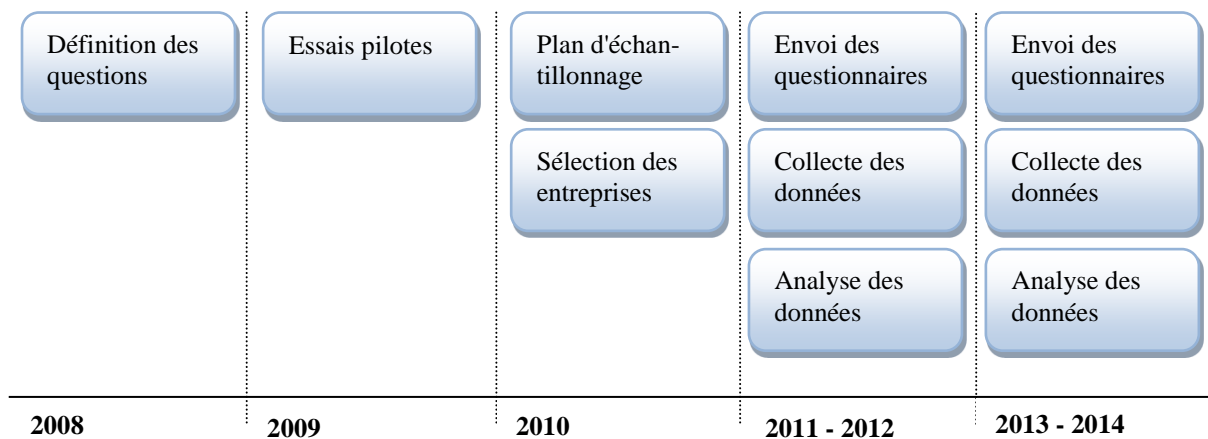 Définition des
questions
Essais pilotes
Plan d'échan-
tillonnage
Sélection des
entreprises
Envoi des
questionnaires
Collecte des
données
Analyse des
données
Envoi des
questionnaires
Collecte des
données
Analyse des
données
2008
2009
2010
2011 - 2012
2013 - 2014